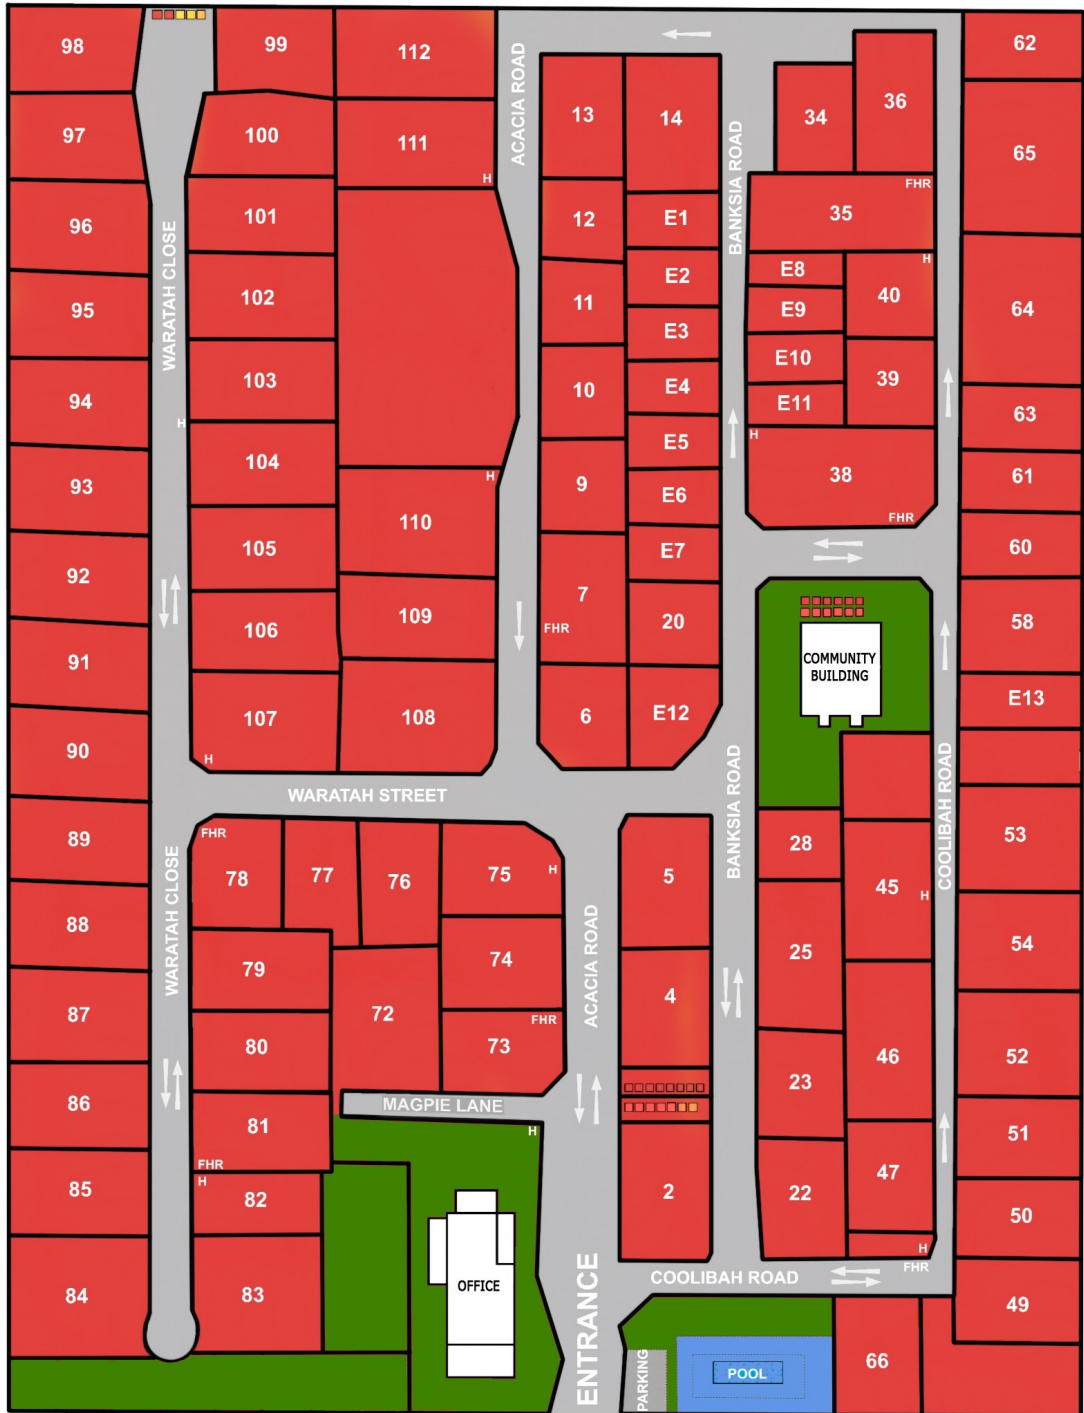 98
99
112
62
97
100
111
H
ACACIA ROAD
13
14
BANKSIA ROAD
34
36
65
FHR
96
101
12
E1
35
WARATAH CLOSE
95
102
11
E2
E3
E8
E9
H
40
64
94
103
H
10
E4
E10
E11
39
63
93
104
H
110
9
E5
E6
H
38
FHR
61
92
105
E7
60
91
106
109
7
FHR
20
COMMUNITY
BUILDING
58
90
107
H
108
6
E12
E13
WARATAH STREET
BANKSIA ROAD
COOLIBAH ROAD
89
FHR
78
77
76
75
H
5
28
45
H
53
WARATAH CLOSE
88
79
74
ACACIA ROAD
25
54
87
80
72
FHR
73
4
23
46
52
86
81
FHR
MAGPIE LANE
H
51
85
H
82
2
22
47
H
FHR
50
84
83
OFFICE
ENTRANCE
COOLIBAH ROAD
49
PARKING
POOL
66